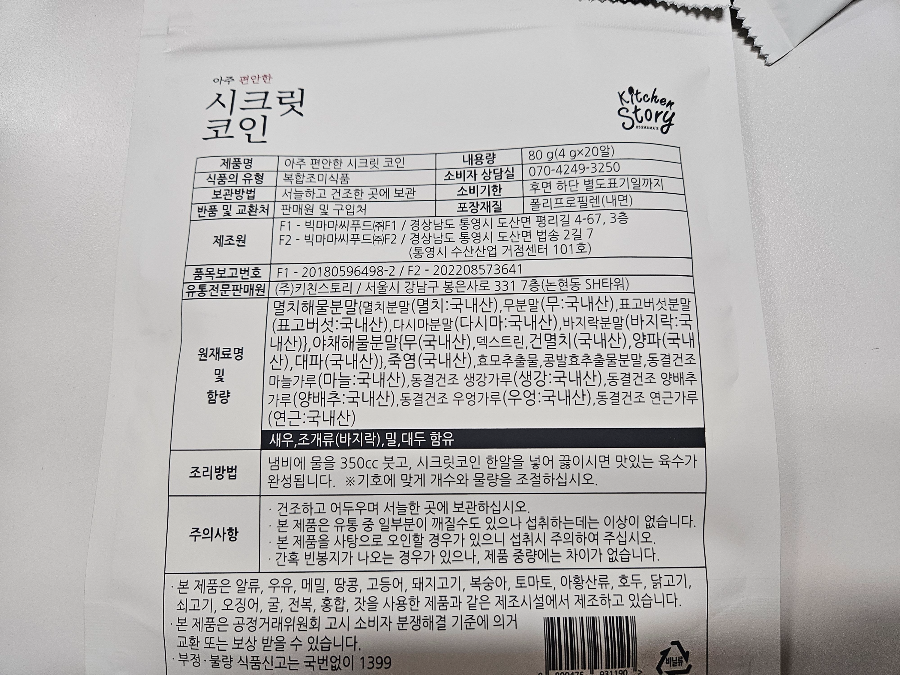 아주 편안한
시크릿
코인
Kitchen
Story
제품명 아주 편안한 시크릿 코인 내용량 80 g(4 g×20알)
식품의 유형 복합조미식품 소비자 상담실 070-4249-3250
보관방법 서늘하고 건조한 곳에 보관 소비기한 후면 하단 별도표기일까지
반품 및 교환처 판매원 및 구입처 포장재질 폴리프로필렌(내면)
제조원 F1 - 빅마마씨푸드㈜F1 / 경상남도 통영시 도산면 평리길 4-67, 3층
F2 - 빅마마씨푸드㈜F2 / 경상남도 통영시 도산면 법송 2길 7
(통영시 수산산업 거점센터 101호)
품목보고번호 F1 - 20180596498-2 / F2 - 202208573641
유통전문판매원 (주)키친스토리 / 서울시 강남구 봉은사로 331 7층(논현동 SH타워)
원재료명
및
함량
멸치해물분말{멸치분말(멸치:국내산),무분말(무:국내산),표고버섯분말
(표고버섯:국내산),다시마분말(다시마:국내산),바지락분말(바지락:국
내산)},야채해물분말{무(국내산),덱스트린,건멸치(국내산),양파(국내
산),대파(국내산)},죽염(국내산),효모추출물,콩발효추출물분말,동결건조
마늘가루(마늘:국내산),동결건조 생강가루(생강:국내산),동결건조 양배추
가루(양배추:국내산),동결건조 우엉가루(우엉:국내산),동결건조 연근가루
(연근:국내산)
새우,조개류(바지락),밀,대두 함유
조리방법 냄비에 물을 350cc 붓고, 시크릿코인 한알을 넣어 끓이시면 맛있는 육수가
완성됩니다. ※기호에 맞게 개수와 물량을 조절하십시오.
주의사항
· 건조하고 어두우며 서늘한 곳에 보관하십시오.
· 본 제품은 유통 중 일부분이 깨질수도 있으나 섭취하는데는 이상이 없습니다.
· 본 제품을 사탕으로 오인할 경우가 있으니 섭취시 주의하여 주십시오.
· 간혹 빈봉지가 나오는 경우가 있으나, 제품 중량에는 차이가 없습니다.
· 본 제품은 알류, 우유, 메밀, 땅콩, 고등어, 돼지고기, 복숭아, 토마토, 아황산류, 호두, 닭고기,
쇠고기, 오징어, 굴, 전복, 홍합, 잣을 사용한 제품과 같은 제조시설에서 제조하고 있습니다.
· 본 제품은 공정거래위원회 고시 소비자 분쟁해결 기준에 의거
교환 또는 보상 받을 수 있습니다.
· 부정·불량 식품신고는 국번없이 1399
비닐류